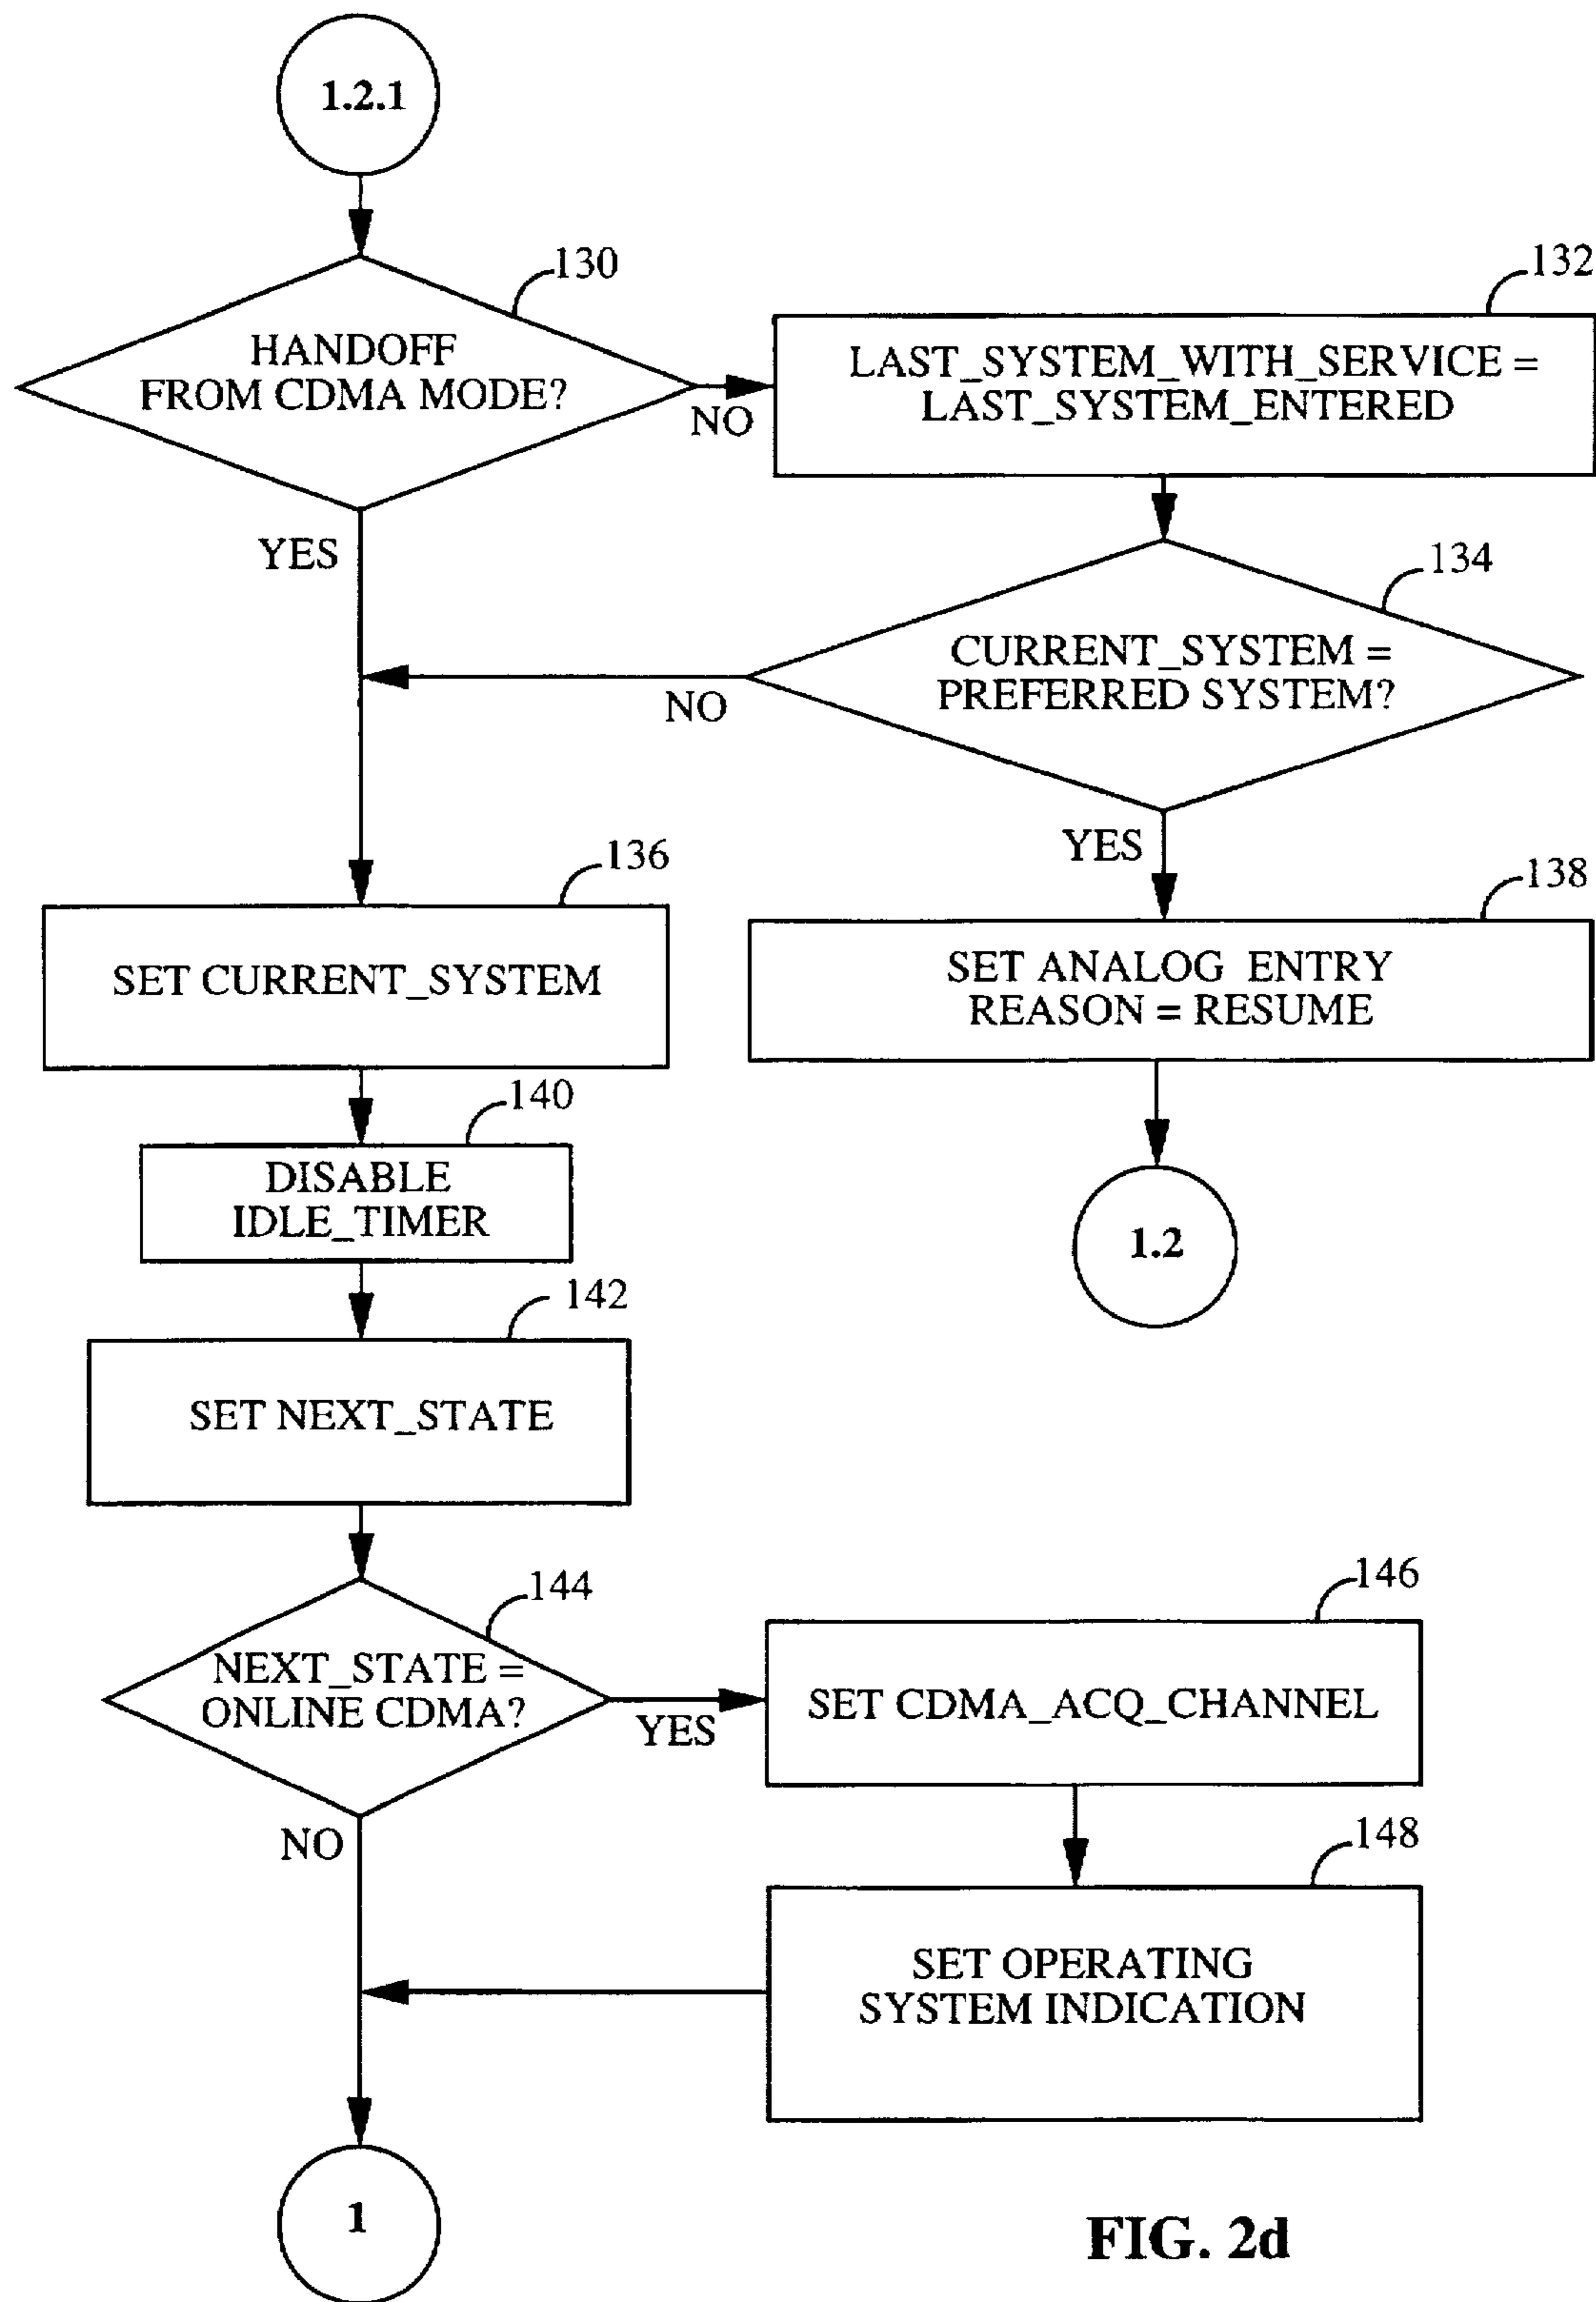 1.2.1
130
HANDOFF
FROM CDMA MODE?
NO
YES
132
LAST_SYSTEM_WITH_SERVICE =
LAST_SYSTEM_ENTERED
134
CURRENT_SYSTEM =
PREFERRED SYSTEM?
NO
YES
136
SET CURRENT_SYSTEM
138
SET ANALOG ENTRY
REASON = RESUME
1.2
140
DISABLE
IDLE_TIMER
142
SET NEXT_STATE
144
NEXT_STATE =
ONLINE CDMA?
YES
NO
146
SET CDMA_ACQ_CHANNEL
148
SET OPERATING
SYSTEM INDICATION
1
FIG. 2d